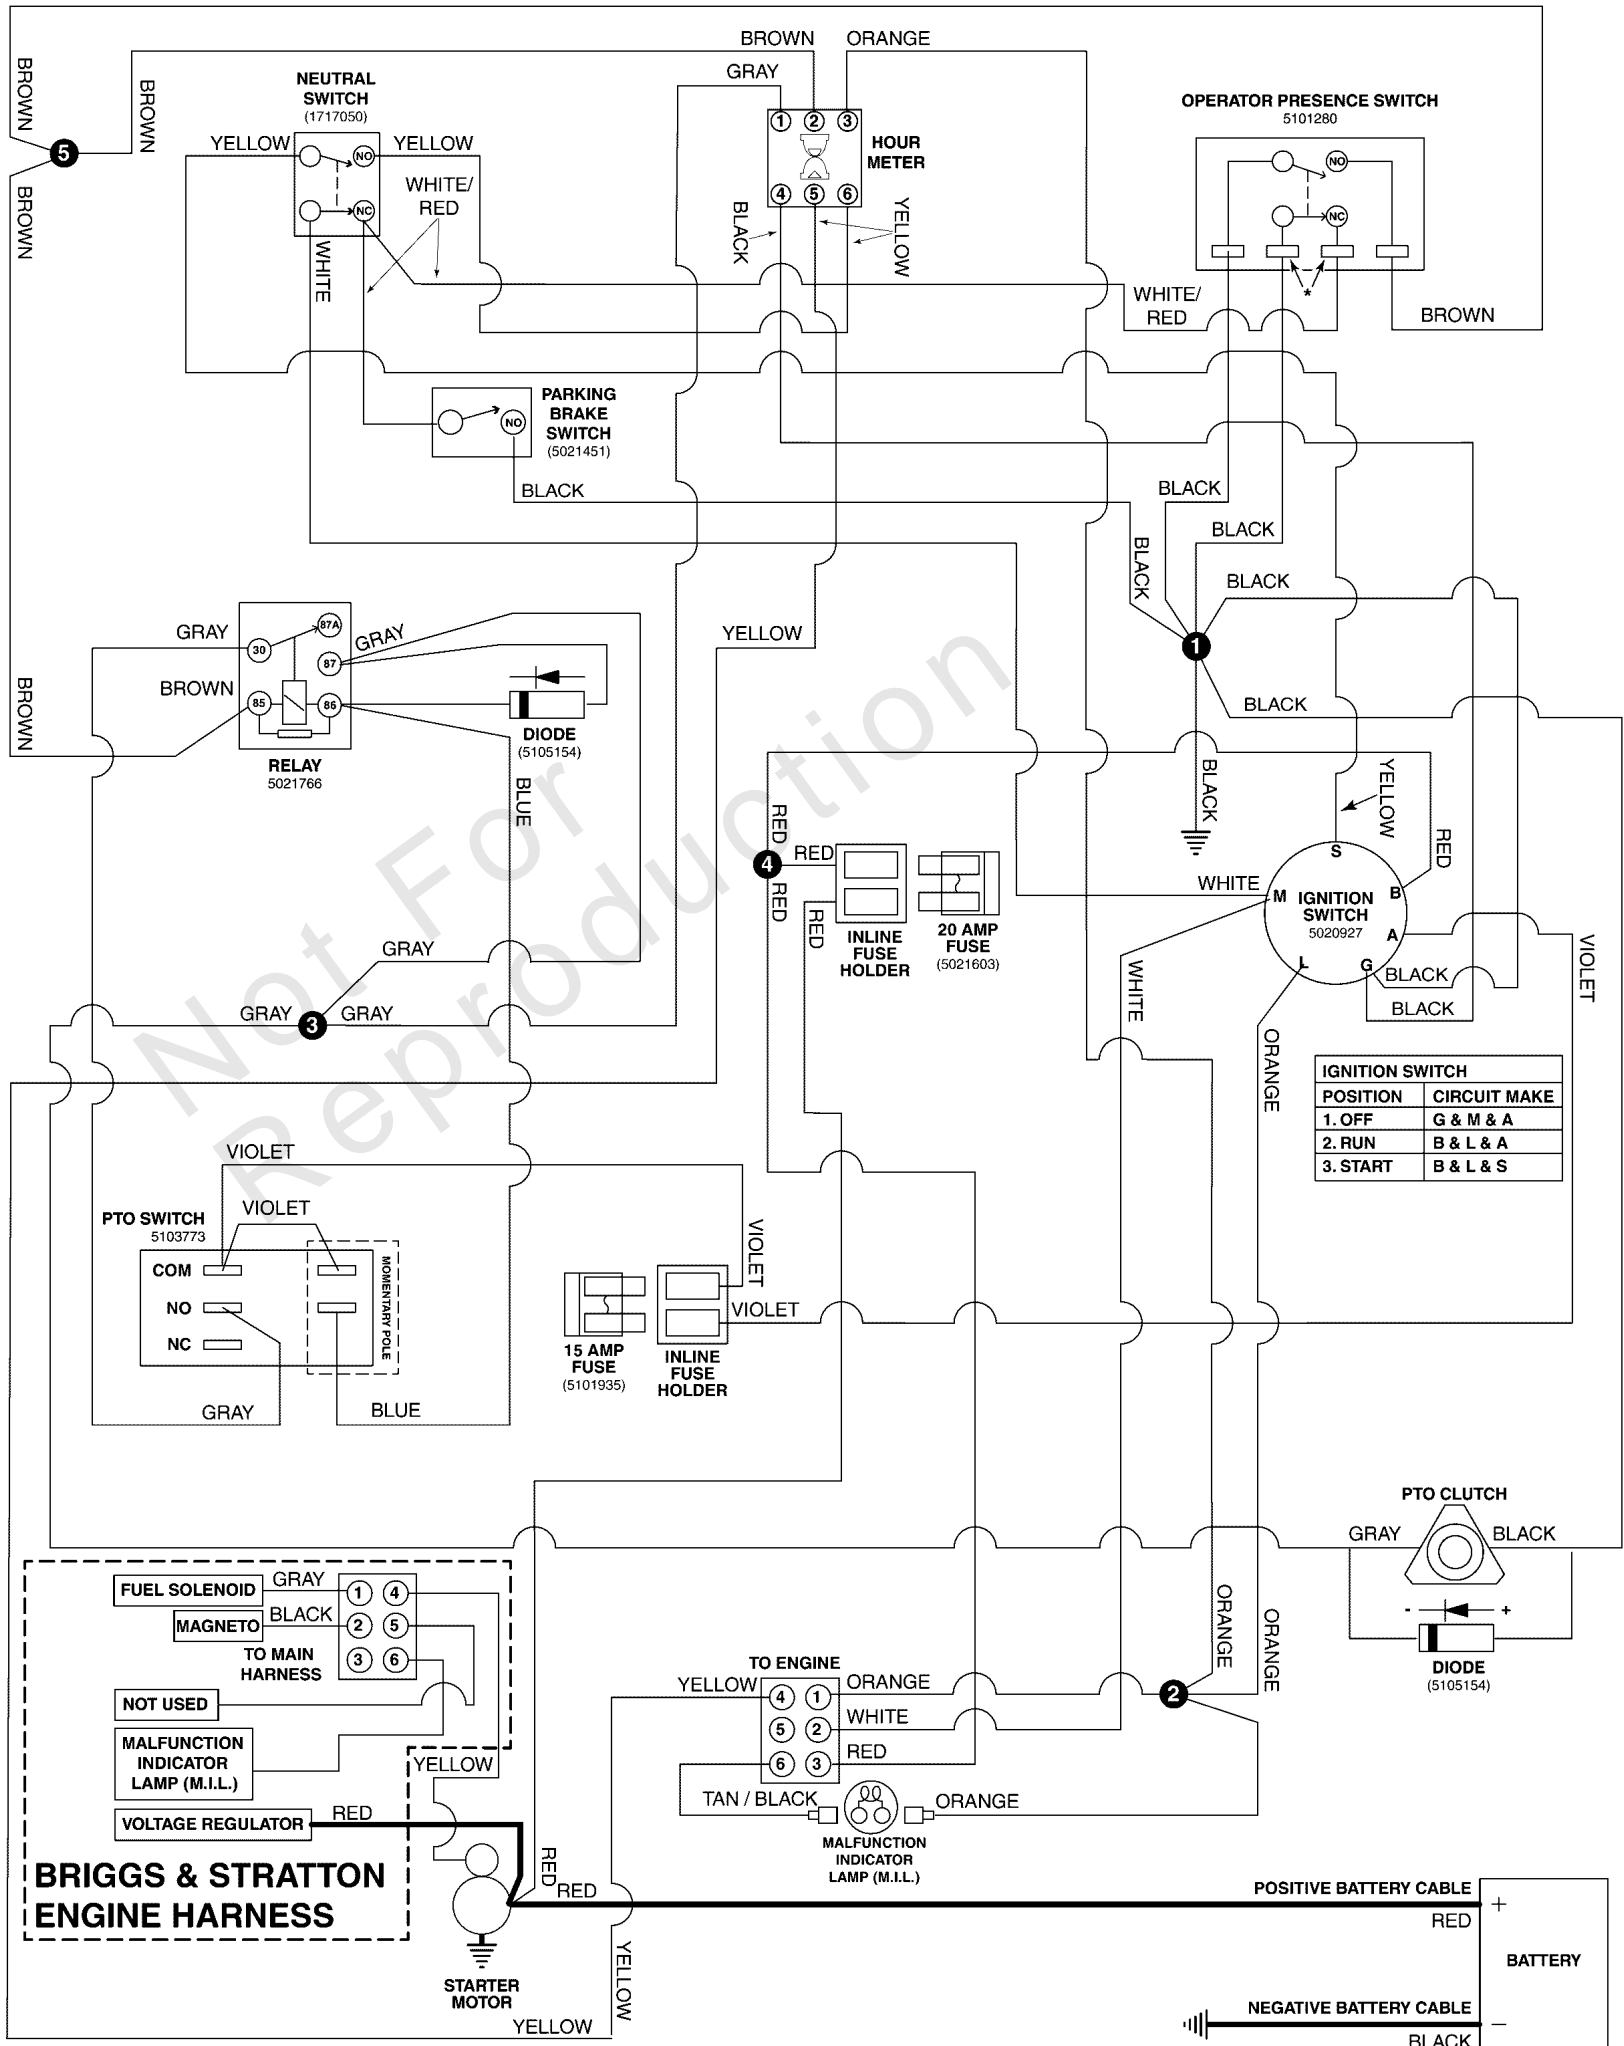 BROWN
ORANGE
GRAY
BROWN
BROWN
5
BROWN
NEUTRAL
SWITCH
(1717050)
YELLOW
NO
YELLOW
NC
WHITE/
RED
WHITE
1
2
3
4
5
6
HOUR
METER
BLACK
YELLOW
OPERATOR PRESENCE SWITCH
5101280
NO
NC
*
WHITE/
RED
BROWN
PARKING
BRAKE
SWITCH
(5021451)
NO
BLACK
BLACK
BLACK
BLACK
BLACK
1
BLACK
BLACK
GRAY
87A
30
GRAY
87
BROWN
85
86
RELAY
5021766
BROWN
DIODE
(5105154)
BLUE
YELLOW
Not For
Reproduction
RED
4
RED
RED
RED
INLINE
FUSE
HOLDER
20 AMP
FUSE
(5021603)
YELLOW
RED
WHITE
S
M
B
IGNITION
SWITCH
5020927
A
L
G
BLACK
BLACK
VIOLET
WHITE
ORANGE
GRAY
GRAY
3
GRAY
IGNITION SWITCH
POSITION CIRCUIT MAKE
1. OFF G & M & A
2. RUN B & L & A
3. START B & L & S
VIOLET
VIOLET
PTO SWITCH
5103773
COM
NO
NC
MOMENTARY POLE
GRAY
BLUE
VIOLET
VIOLET
15 AMP
FUSE
(5101935)
INLINE
FUSE
HOLDER
PTO CLUTCH
GRAY
BLACK
- +
DIODE
(5105154)
FUEL SOLENOID
GRAY
1
4
MAGNETO
BLACK
2
5
TO MAIN
HARNESS
3
6
NOT USED
MALFUNCTION
INDICATOR
LAMP (M.I.L.)
YELLOW
VOLTAGE REGULATOR
RED
BRIGGS & STRATTON
ENGINE HARNESS
STARTER
MOTOR
RED
RED
YELLOW
YELLOW
TO ENGINE
YELLOW
4
1
ORANGE
5
2
WHITE
6
3
RED
TAN / BLACK
ORANGE
MALFUNCTION
INDICATOR
LAMP (M.I.L.)
2
ORANGE
ORANGE
POSITIVE BATTERY CABLE
RED
+
BATTERY
NEGATIVE BATTERY CABLE
−
BLACK